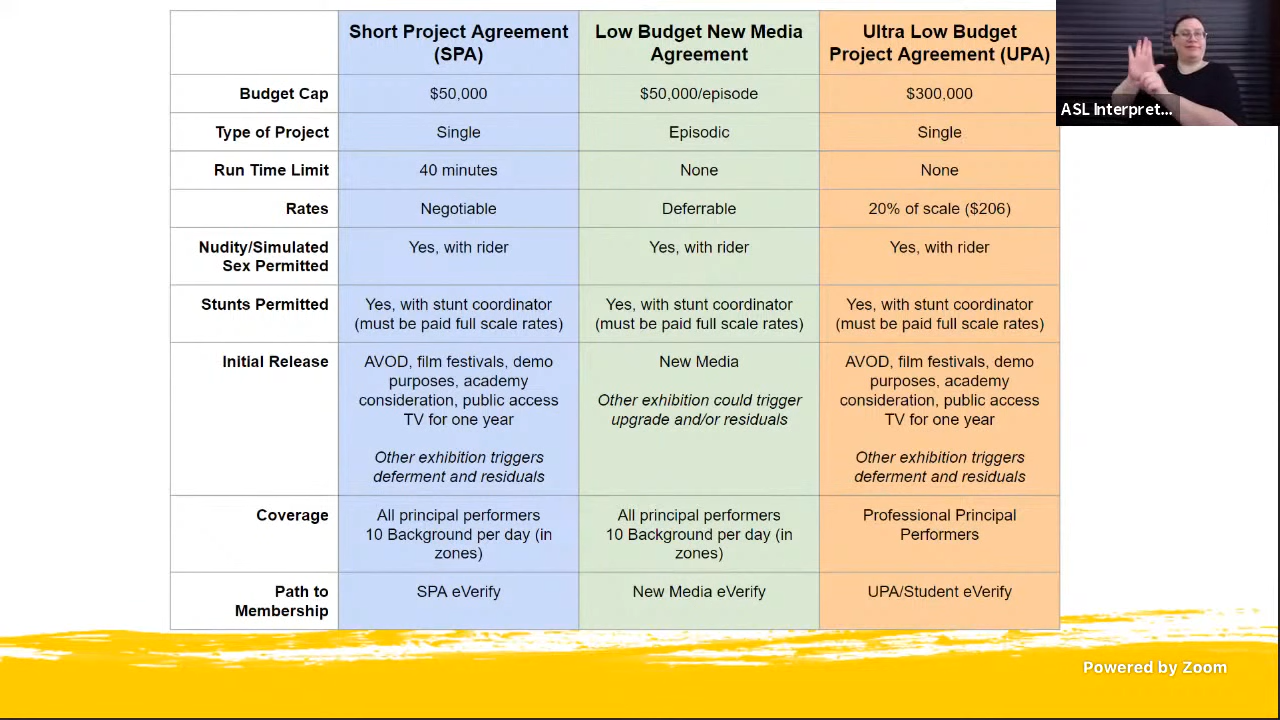 Short Project Agreement (SPA)
Low Budget New Media Agreement
Ultra Low Budget Project Agreement (UPA)
ASL Interpret...
Budget Cap
$50,000
$50,000/episode
$300,000
Type of Project
Single
Episodic
Single
Run Time Limit
40 minutes
None
None
Rates
Negotiable
Deferrable
20% of scale ($206)
Nudity/Simulated
Sex Permitted
Yes, with rider
Yes, with rider
Yes, with rider
Stunts Permitted
Yes, with stunt coordinator
(must be paid full scale rates)
Yes, with stunt coordinator
(must be paid full scale rates)
Yes, with stunt coordinator
(must be paid full scale rates)
Initial Release
AVOD, film festivals, demo
purposes, academy
consideration, public access
TV for one year
Other exhibition triggers
deferment and residuals
New Media
Other exhibition could trigger
upgrade and/or residuals
AVOD, film festivals, demo
purposes, academy
consideration, public access
TV for one year
Other exhibition triggers
deferment and residuals
Coverage
All principal performers
10 Background per day (in
zones)
All principal performers
10 Background per day (in
zones)
Professional Principal
Performers
Path to
Membership
SPA eVerify
New Media eVerify
UPA/Student eVerify
Powered by Zoom